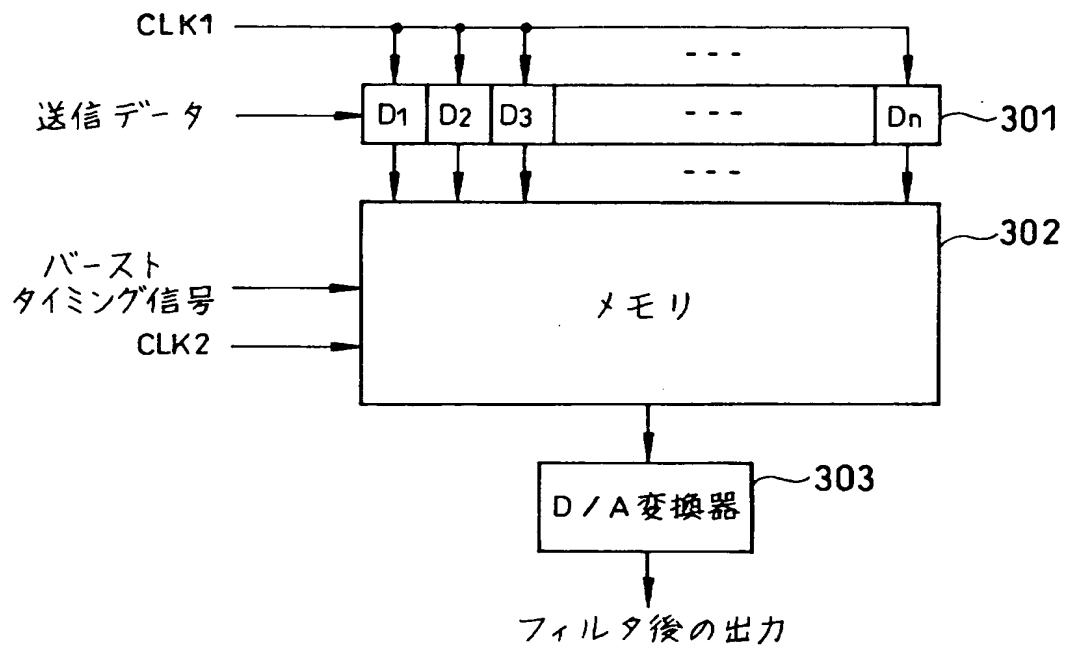 CLK1
---
送信データ
D1 D2 D3 --- Dn
301
---
302
バースト
タイミング信号
メモリ
CLK2
303
D/A変換器
フィルタ後の出力